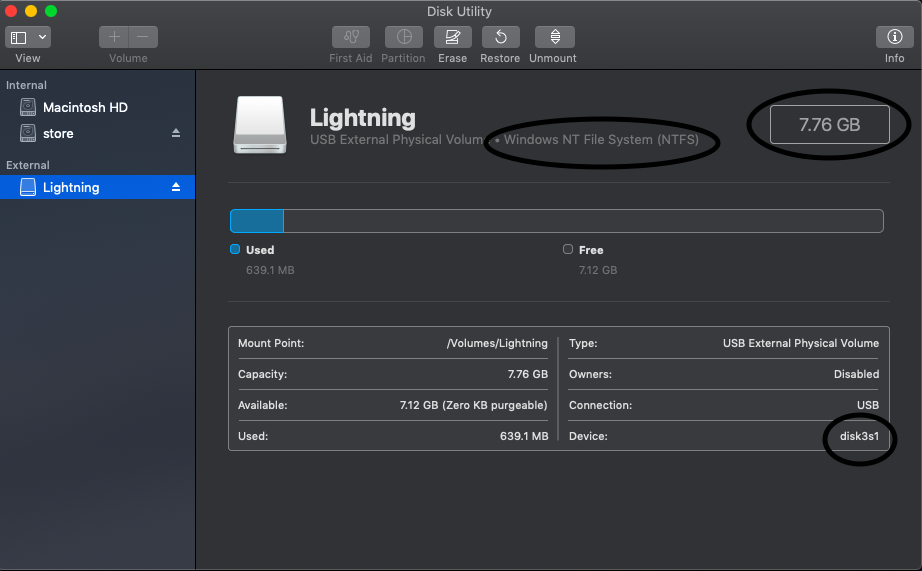 Disk Utility
View
Volume
First Aid
Partition
Erase
Restore
Unmount
Info
Internal
Macintosh HD
store
External
Lightning
Lightning
USB External Physical Volum • Windows NT File System (NTFS)
7.76 GB
Used
639.1 MB
Free
7.12 GB
Mount Point: /Volumes/Lightning
Capacity: 7.76 GB
Available: 7.12 GB (Zero KB purgeable)
Used: 639.1 MB
Type: USB External Physical Volume
Owners: Disabled
Connection: USB
Device: disk3s1